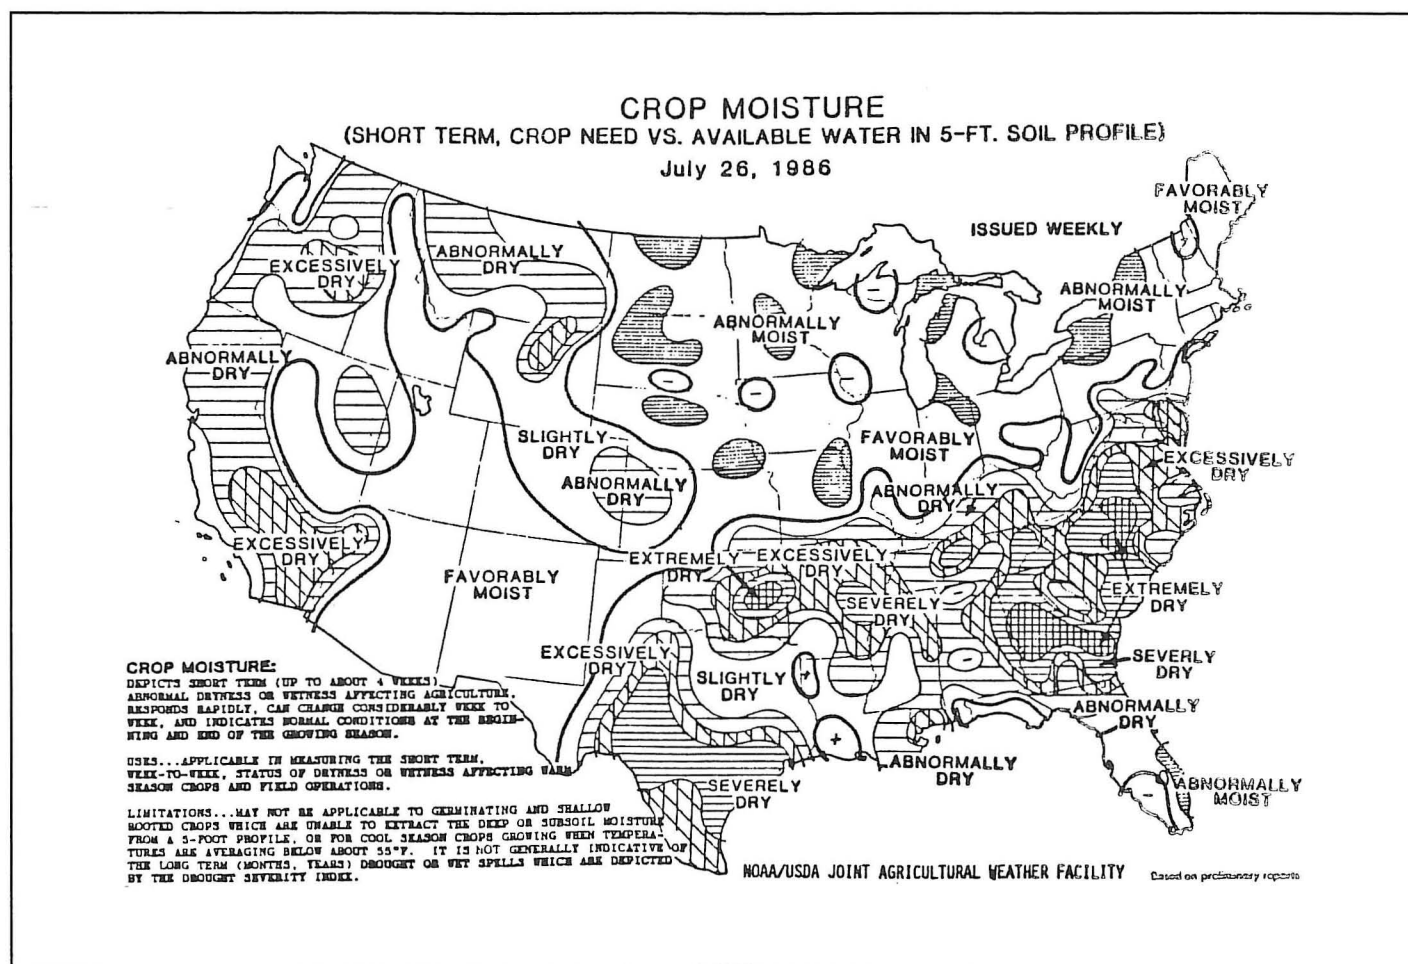 CROP MOISTURE
(SHORT TERM, CROP NEED VS. AVAILABLE WATER IN 5-FT. SOIL PROFILE)
July 26, 1986
FAVORABLY
MOIST
ISSUED WEEKLY
ABNORMALLY
DRY
EXCESSIVELY
DRY
ABNORMALLY
MOIST
ABNORMALLY
MOIST
ABNORMALLY
DRY
SLIGHTLY
DRY
FAVORABLY
MOIST
EXCESSIVELY
DRY
ABNORMALLY
DRY
ABNORMALLY
DRY
EXCESSIVELY
DRY
EXTREMELY
DRY
EXCESSIVELY
DRY
FAVORABLY
MOIST
SEVERELY
DRY
EXTREMELY
DRY
EXCESSIVELY
DRY
SLIGHTLY
DRY
SEVERLY
DRY
ABNORMALLY
DRY
ABNORMALLY
DRY
SEVERELY
DRY
ABNORMALLY
MOIST
CROP MOISTURE:
DEPICTS SHORT TERM (UP TO ABOUT 4 WEEKS)
ABNORMAL DRYNESS OR WETNESS AFFECTING AGRICULTURE,
RESPONDS RAPIDLY, CAN CHANGE CONSIDERABLY WEEK TO
WEEK, AND INDICATES NORMAL CONDITIONS AT THE BEGIN-
NING AND END OF THE GROWING SEASON.
USES...APPLICABLE IN MEASURING THE SHORT TERM,
WEEK-TO-WEEK, STATUS OF DRYNESS OR WETNESS AFFECTING WARM
SEASON CROPS AND FIELD OPERATIONS.
LIMITATIONS...MAY NOT BE APPLICABLE TO GERMINATING AND SHALLOW
ROOTED CROPS WHICH ARE UNABLE TO EXTRACT THE DEEP OR SUBSOIL MOISTURE
FROM A 5-FOOT PROFILE, OR FOR COOL SEASON CROPS GROWING WHEN TEMPERA-
TURES ARE AVERAGING BELOW ABOUT 55°F. IT IS NOT GENERALLY INDICATIVE OF
THE LONG TERM (MONTHS, YEARS) DROUGHT OR WET SPELLS WHICH ARE DEPICTED
BY THE DROUGHT SEVERITY INDEX.
NOAA/USDA JOINT AGRICULTURAL WEATHER FACILITY
Based on preliminary reports